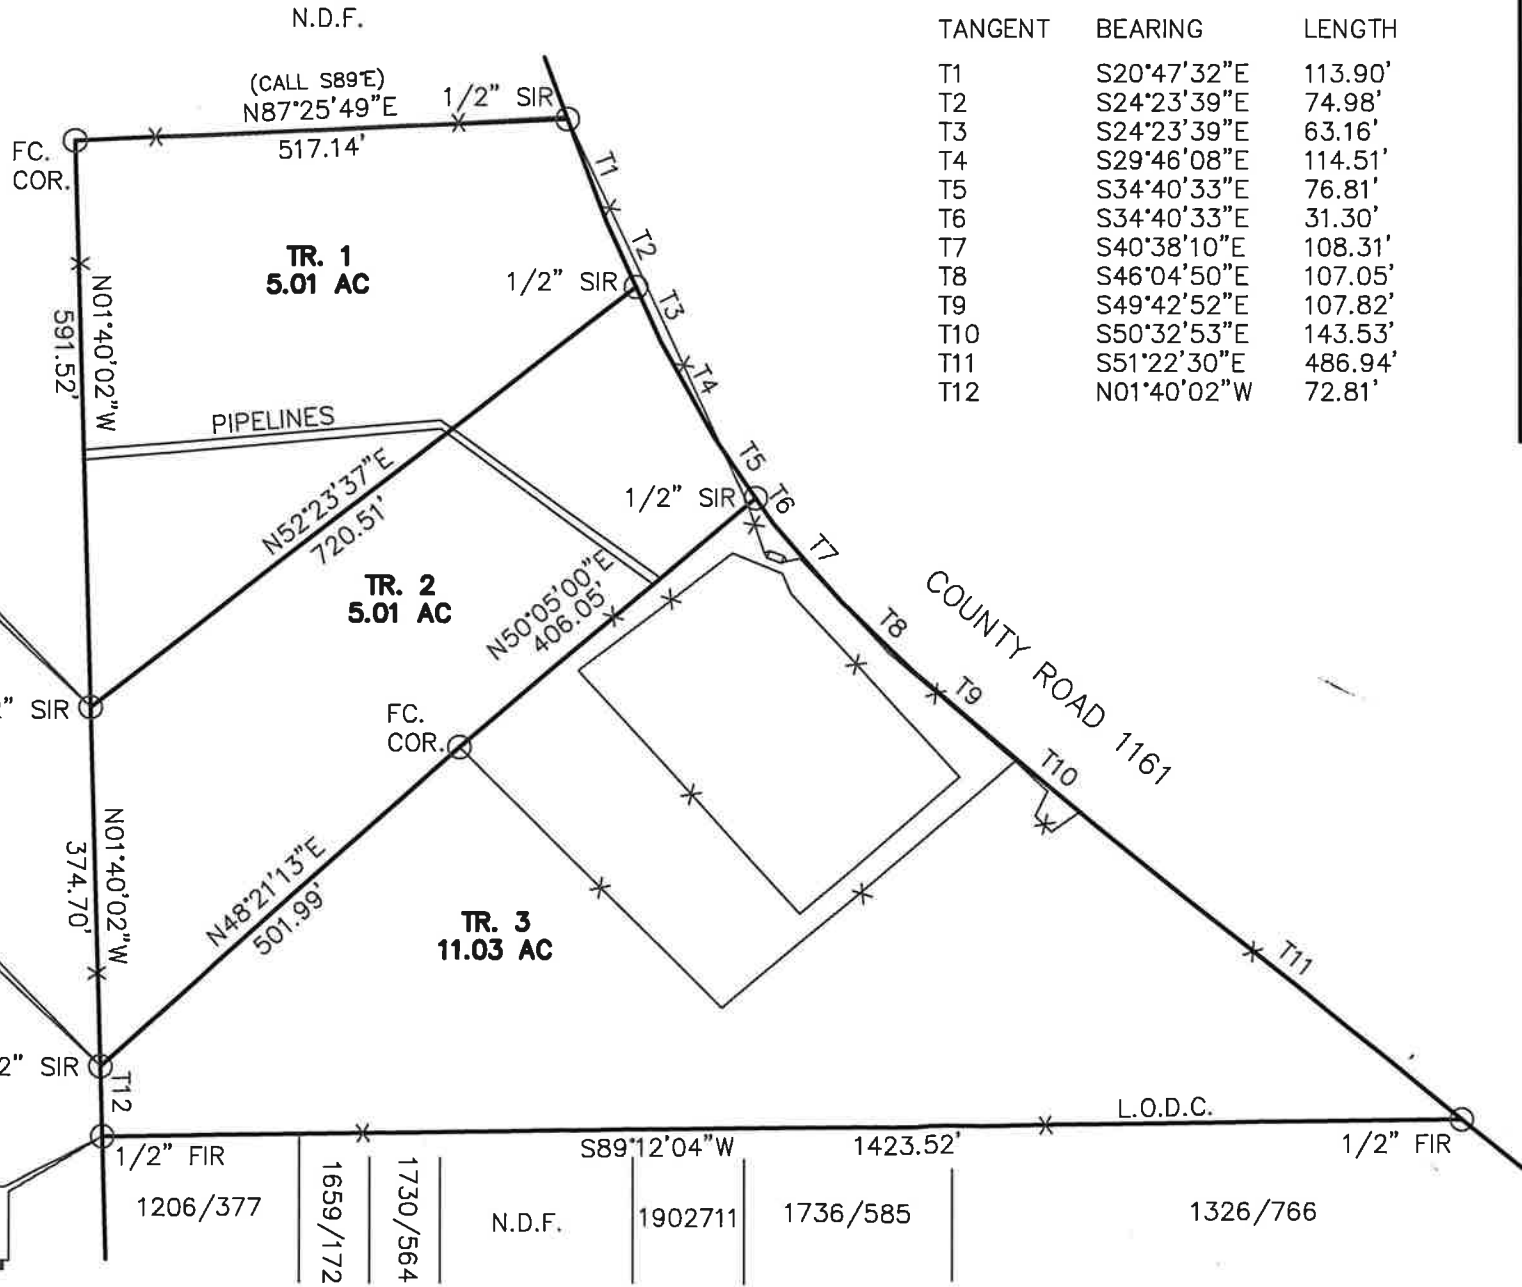 N.D.F.
(CALL S89°E)
N87°25'49"E
517.14'
1/2" SIR
FC.
COR.
TANGENT BEARING LENGTH
T1 S20°47'32"E 113.90'
T2 S24°23'39"E 74.98'
T3 S24°23'39"E 63.16'
T4 S29°46'08"E 114.51'
T5 S34°40'33"E 76.81'
T6 S34°40'33"E 31.30'
T7 S40°38'10"E 108.31'
T8 S46°04'50"E 107.05'
T9 S49°42'52"E 107.82'
T10 S50°32'53"E 143.53'
T11 S51°22'30"E 486.94'
T12 N01°40'02"W 72.81'
T1
T2
TR. 1
5.01 AC
1/2" SIR
T3
N01°40'02"W
591.52'
T4
PIPELINES
N52°23'37"E
720.51'
T5
1/2" SIR
T6
T7
TR. 2
5.01 AC
N50°05'00"E
406.05'
COUNTY ROAD 1161
T8
T9
" SIR
FC.
COR.
T10
N01°40'02"W
374.70'
N48°21'13"E
501.99'
TR. 3
11.03 AC
T11
2" SIR
T12
L.O.D.C.
1/2" FIR
S89°12'04"W 1423.52'
1/2" FIR
1206/377
1659/172
1730/564
N.D.F.
1902711
1736/585
1326/766